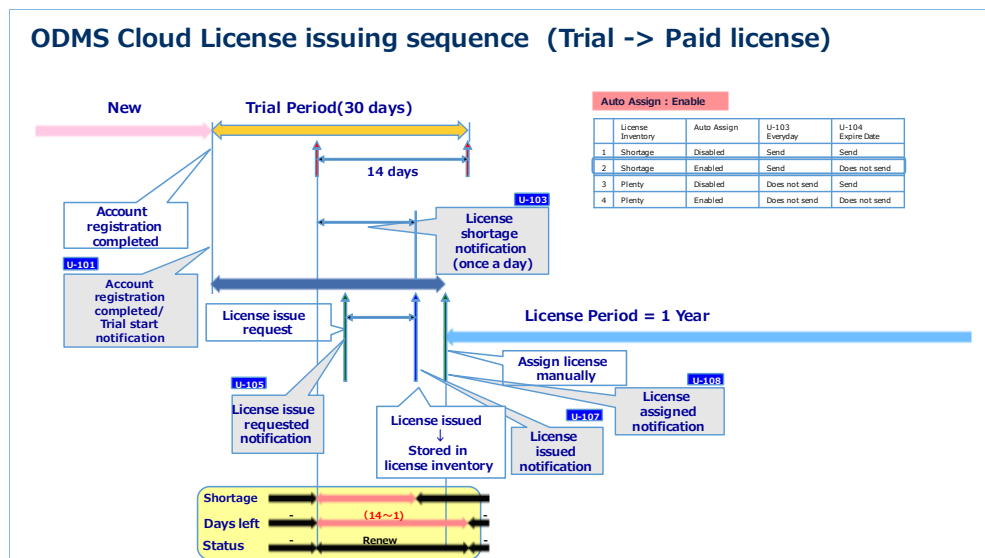 ODMS Cloud License issuing sequence (Trial -> Paid license)
New
Trial Period(30 days)
Auto Assign : Enable
License Inventory
Auto Assign
U-103 Everyday
U-104 Expire Date
1 Shortage Disabled Send Send
2 Shortage Enabled Send Does not send
3 Plenty Disabled Does not send Send
4 Plenty Enabled Does not send Does not send
14 days
Account
registration
completed
U-103
License
shortage
notification
(once a day)
U-101
Account
registration
completed/
Trial start
notification
License issue
request
License Period = 1 Year
Assign license
manually
U-105
License issue
requested
notification
License issued
↓
Stored in
license inventory
U-107
License
issued
notification
U-108
License
assigned
notification
Shortage
Days left - (14～1) -
Status - Renew -